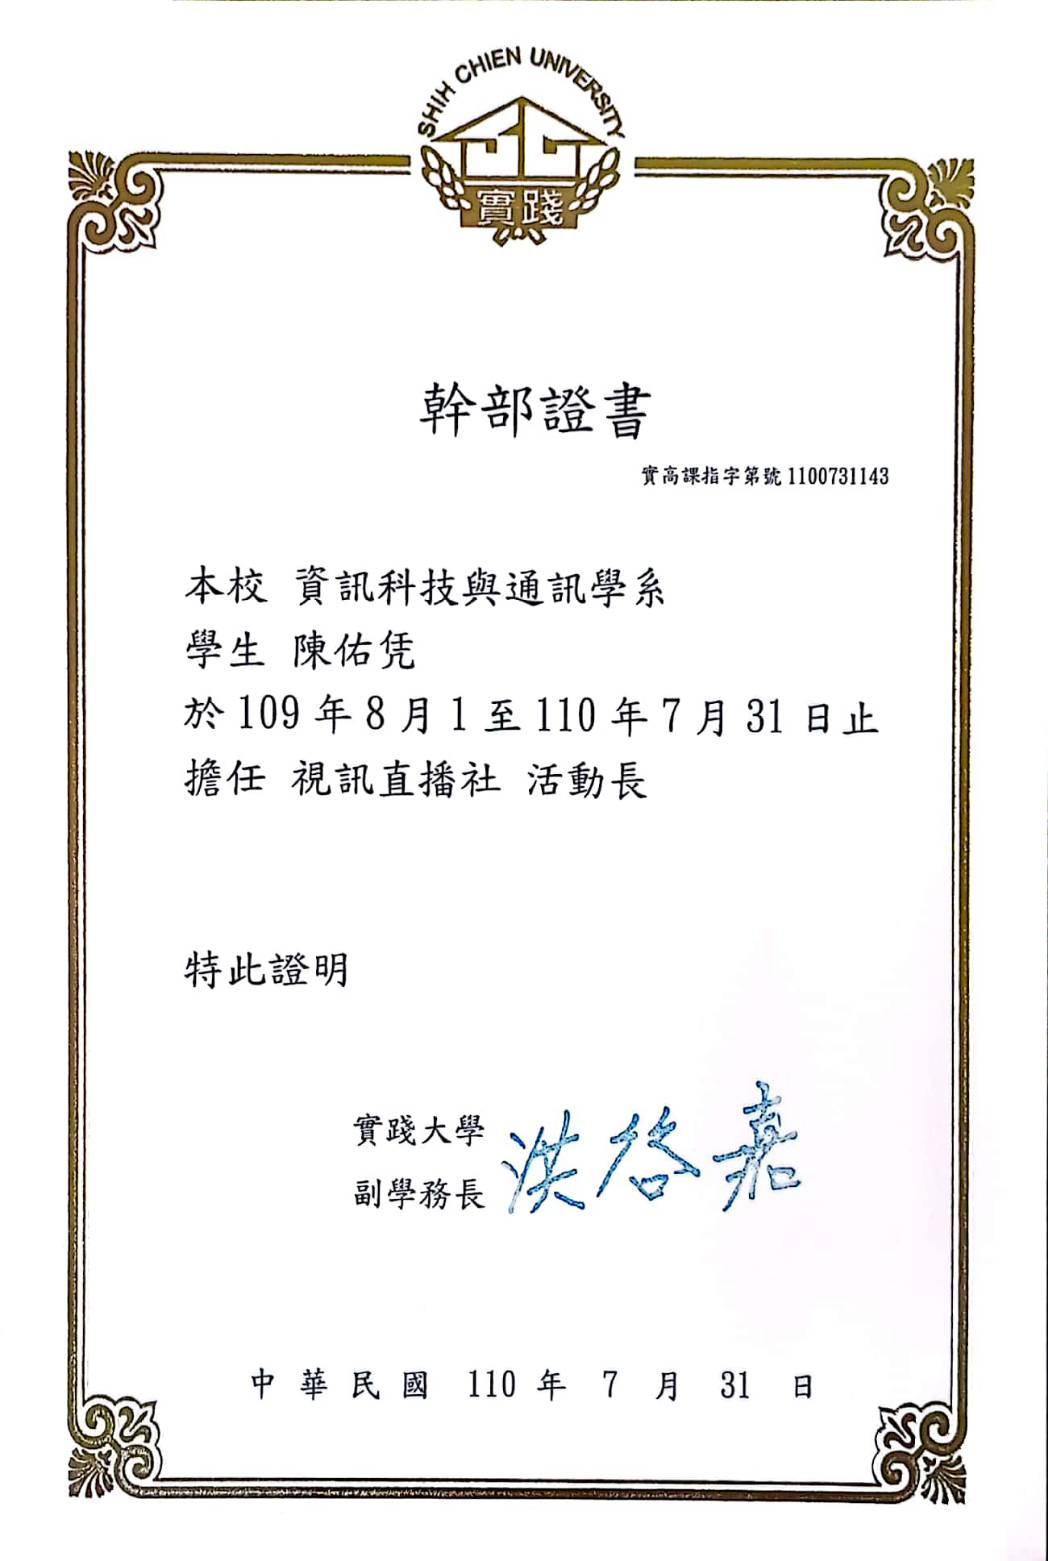 SHIH CHIEN UNIVERSITY
實踐
幹部證書
實高課指字第號 1100731143
本校 資訊科技與通訊學系
學生 陳佑凭
於 109 年 8 月 1 至 110 年 7 月 31 日止
擔任 視訊直播社 活動長
特此證明
實踐大學
副學務長 洪啓嘉
中華民國 110 年 7 月 31 日